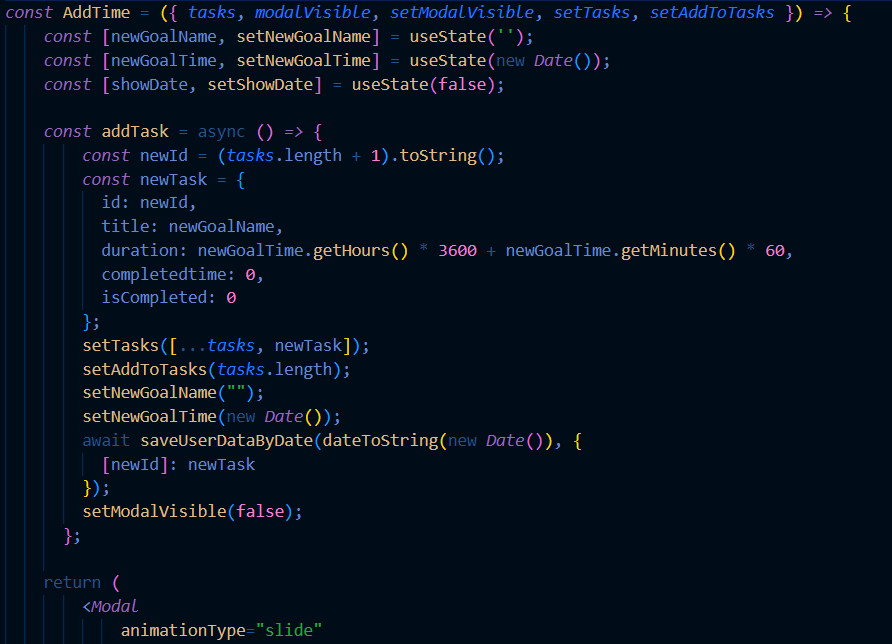 const AddTime = ({ tasks, modalVisible, setModalVisible, setTasks, setAddToTasks }) => {
const [newGoalName, setNewGoalName] = useState('');
const [newGoalTime, setNewGoalTime] = useState(new Date());
const [showDate, setShowDate] = useState(false);
const addTask = async () => {
const newId = (tasks.length + 1).toString();
const newTask = {
id: newId,
title: newGoalName,
duration: newGoalTime.getHours() * 3600 + newGoalTime.getMinutes() * 60,
completedtime: 0,
isCompleted: 0
};
setTasks([...tasks, newTask]);
setAddToTasks(tasks.length);
setNewGoalName("");
setNewGoalTime(new Date());
await saveUserDataByDate(dateToString(new Date()), {
[newId]: newTask
});
setModalVisible(false);
};
return (
<Modal
animationType="slide"